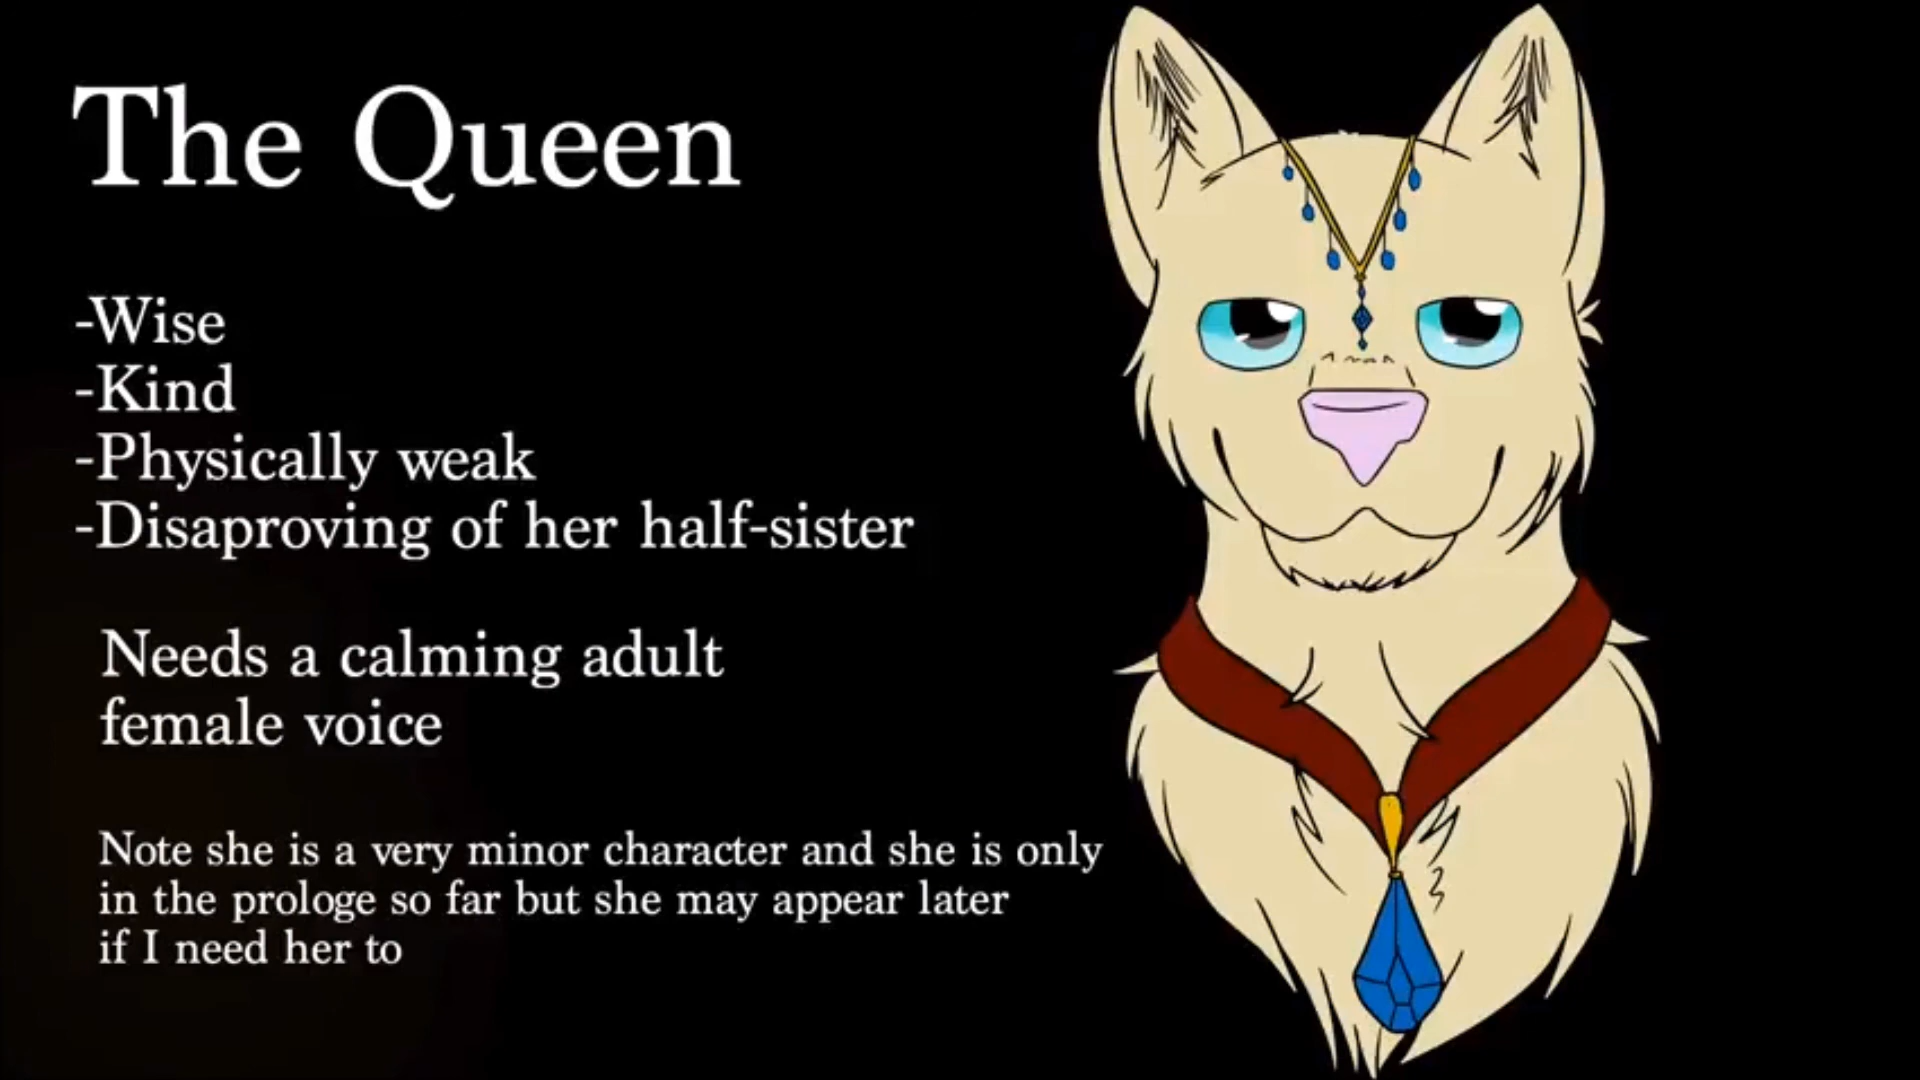 The Queen
-Wise
-Kind
-Physically weak
-Disaproving of her half-sister
Needs a calming adult
female voice
Note she is a very minor character and she is only
in the prologe so far but she may appear later
if I need her to